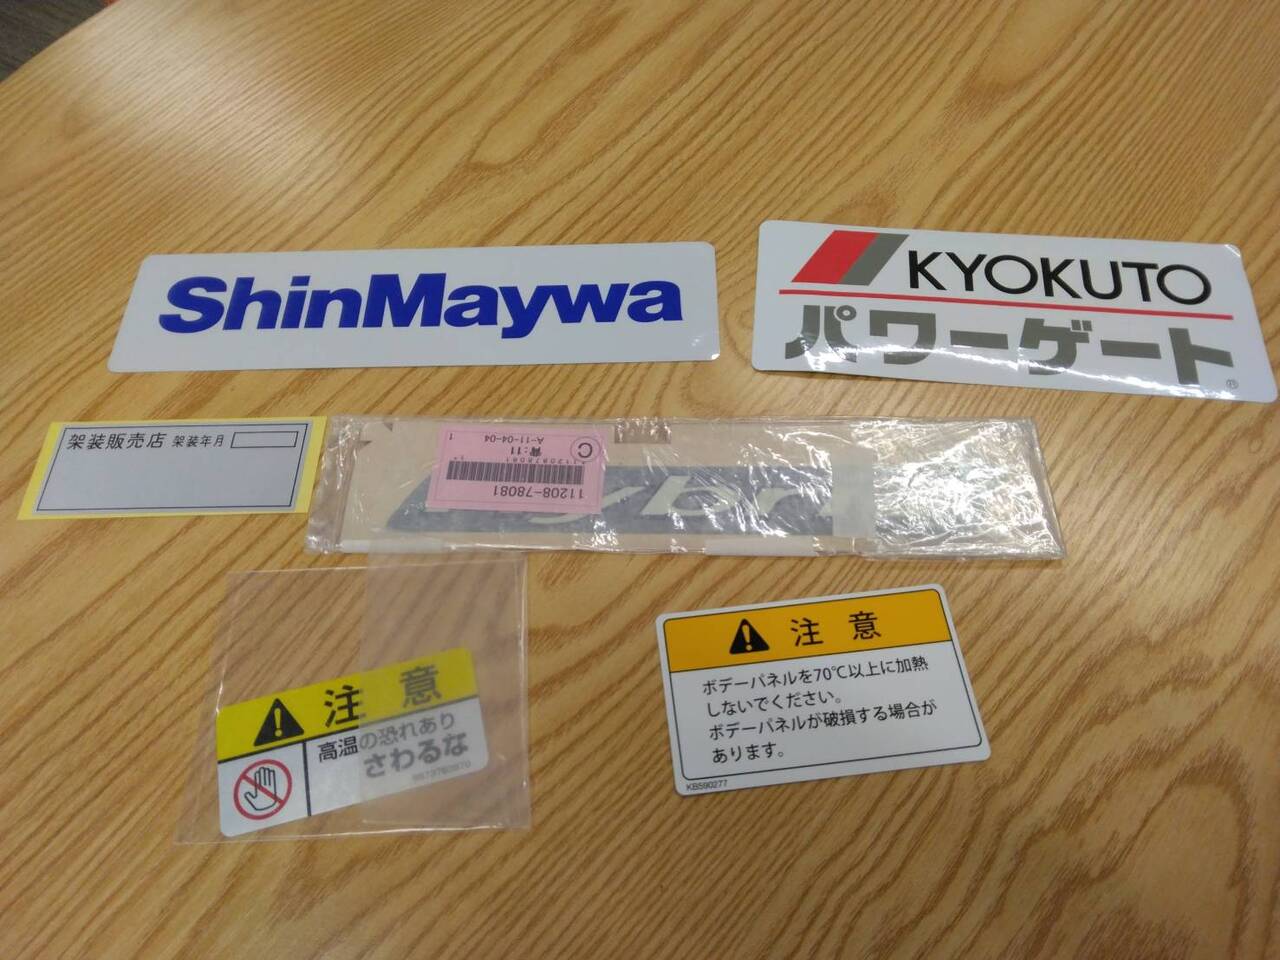 ShinMaywa
KYOKUTO
パワーゲート
®
架装販売店 架装年月
11208-78081
A-11-04-04
1
C
ybri
注意
高温の恐れあり
さわるな
注意
ボデーパネルを70℃以上に加熱
しないでください。
ボデーパネルが破損する場合が
あります。
KB590277